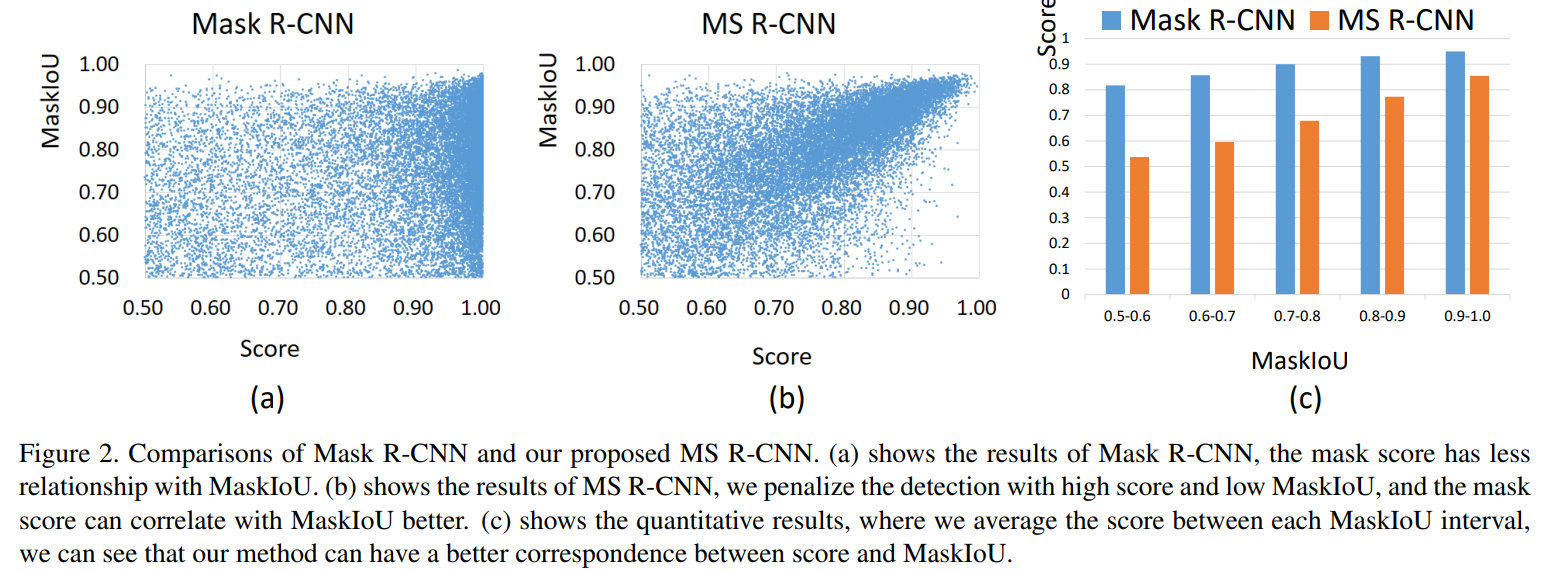 Mask R-CNN
MaskIoU
1.00
0.90
0.80
0.70
0.60
0.50
0.50 0.60 0.70 0.80 0.90 1.00
Score
(a)
MS R-CNN
MaskIoU
1.00
0.90
0.80
0.70
0.60
0.50
0.50 0.60 0.70 0.80 0.90 1.00
Score
(b)
Mask R-CNN MS R-CNN
Score
1
0.9
0.8
0.7
0.6
0.5
0.4
0.3
0.2
0.1
0
0.5-0.6 0.6-0.7 0.7-0.8 0.8-0.9 0.9-1.0
MaskIoU
(c)
Figure 2. Comparisons of Mask R-CNN and our proposed MS R-CNN. (a) shows the results of Mask R-CNN, the mask score has less
relationship with MaskIoU. (b) shows the results of MS R-CNN, we penalize the detection with high score and low MaskIoU, and the mask
score can correlate with MaskIoU better. (c) shows the quantitative results, where we average the score between each MaskIoU interval,
we can see that our method can have a better correspondence between score and MaskIoU.